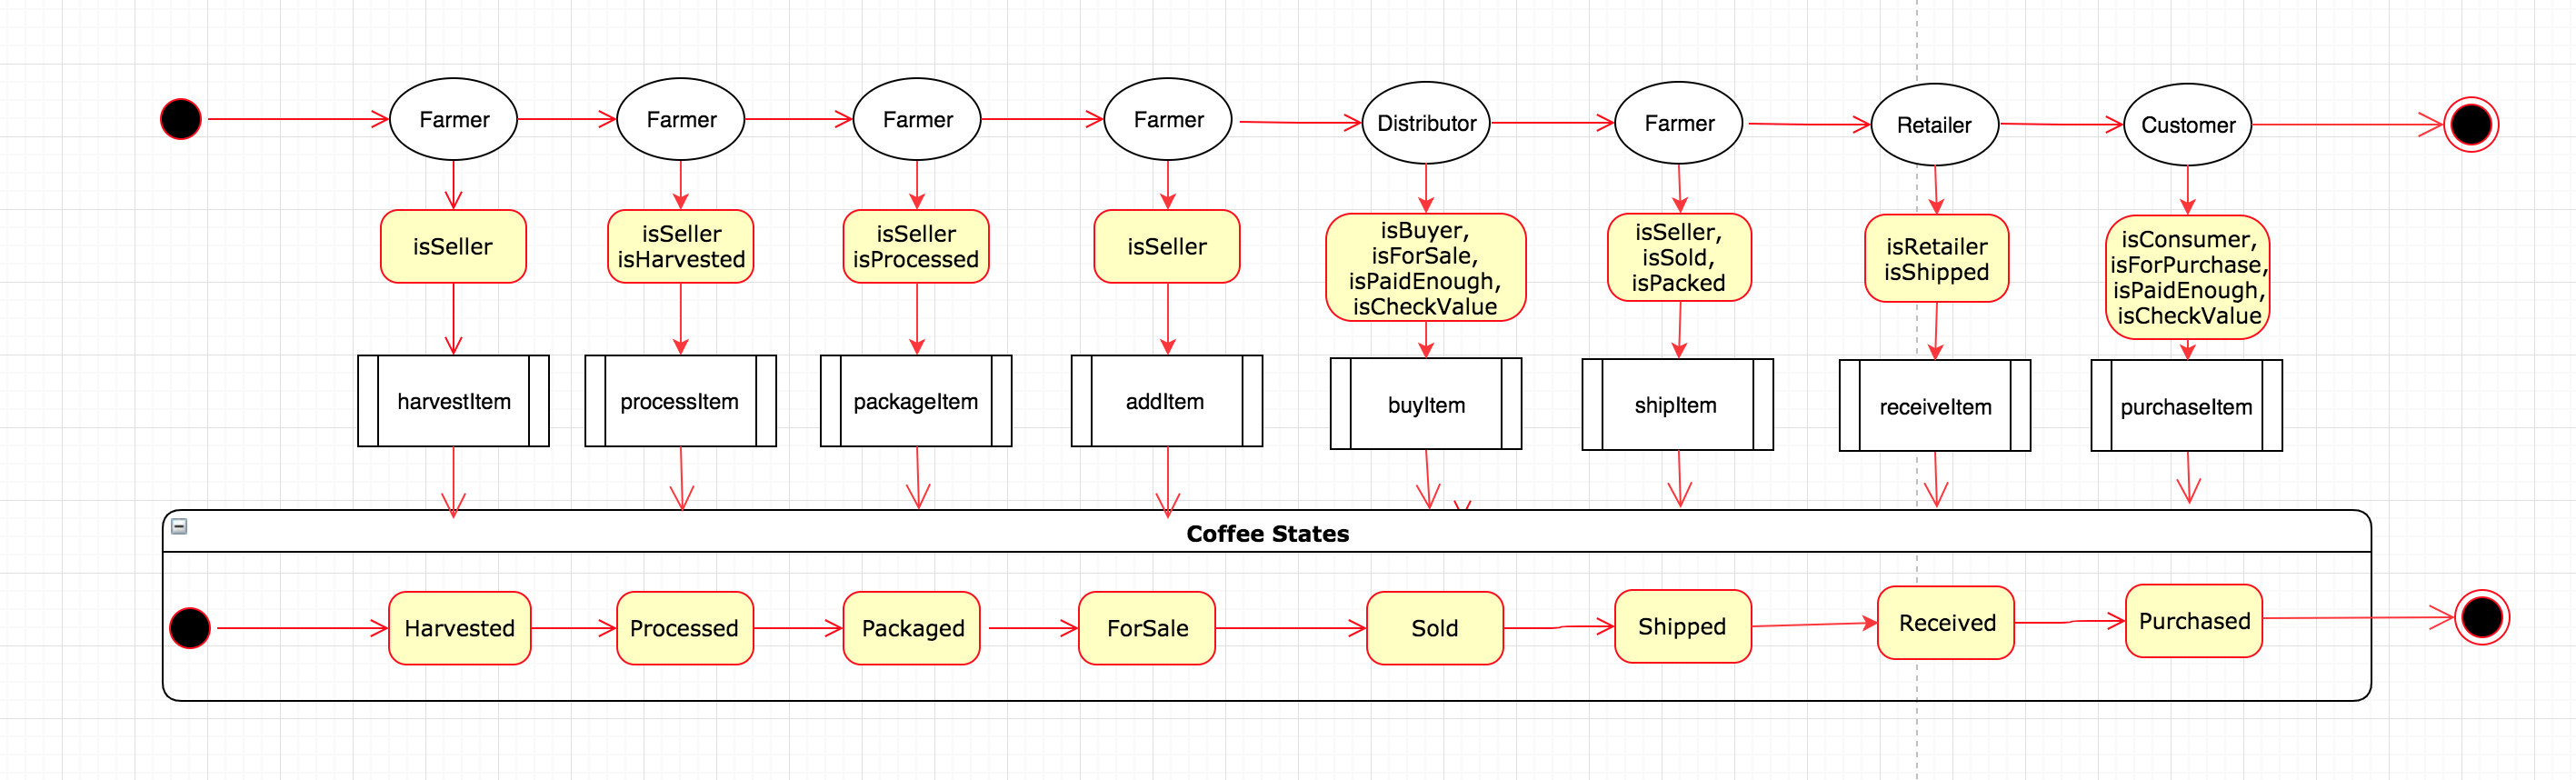 Farmer
Farmer
Farmer
Farmer
Distributor
Farmer
Retailer
Customer
isSeller
isSeller
isHarvested
isSeller
isProcessed
isSeller
isBuyer,
isForSale,
isPaidEnough,
isCheckValue
isSeller,
isSold,
isPacked
isRetailer
isShipped
isConsumer,
isForPurchase,
isPaidEnough,
isCheckValue
harvestItem
processItem
packageItem
addItem
buyItem
shipItem
receiveItem
purchaseItem
Coffee States
Harvested
Processed
Packaged
ForSale
Sold
Shipped
Received
Purchased